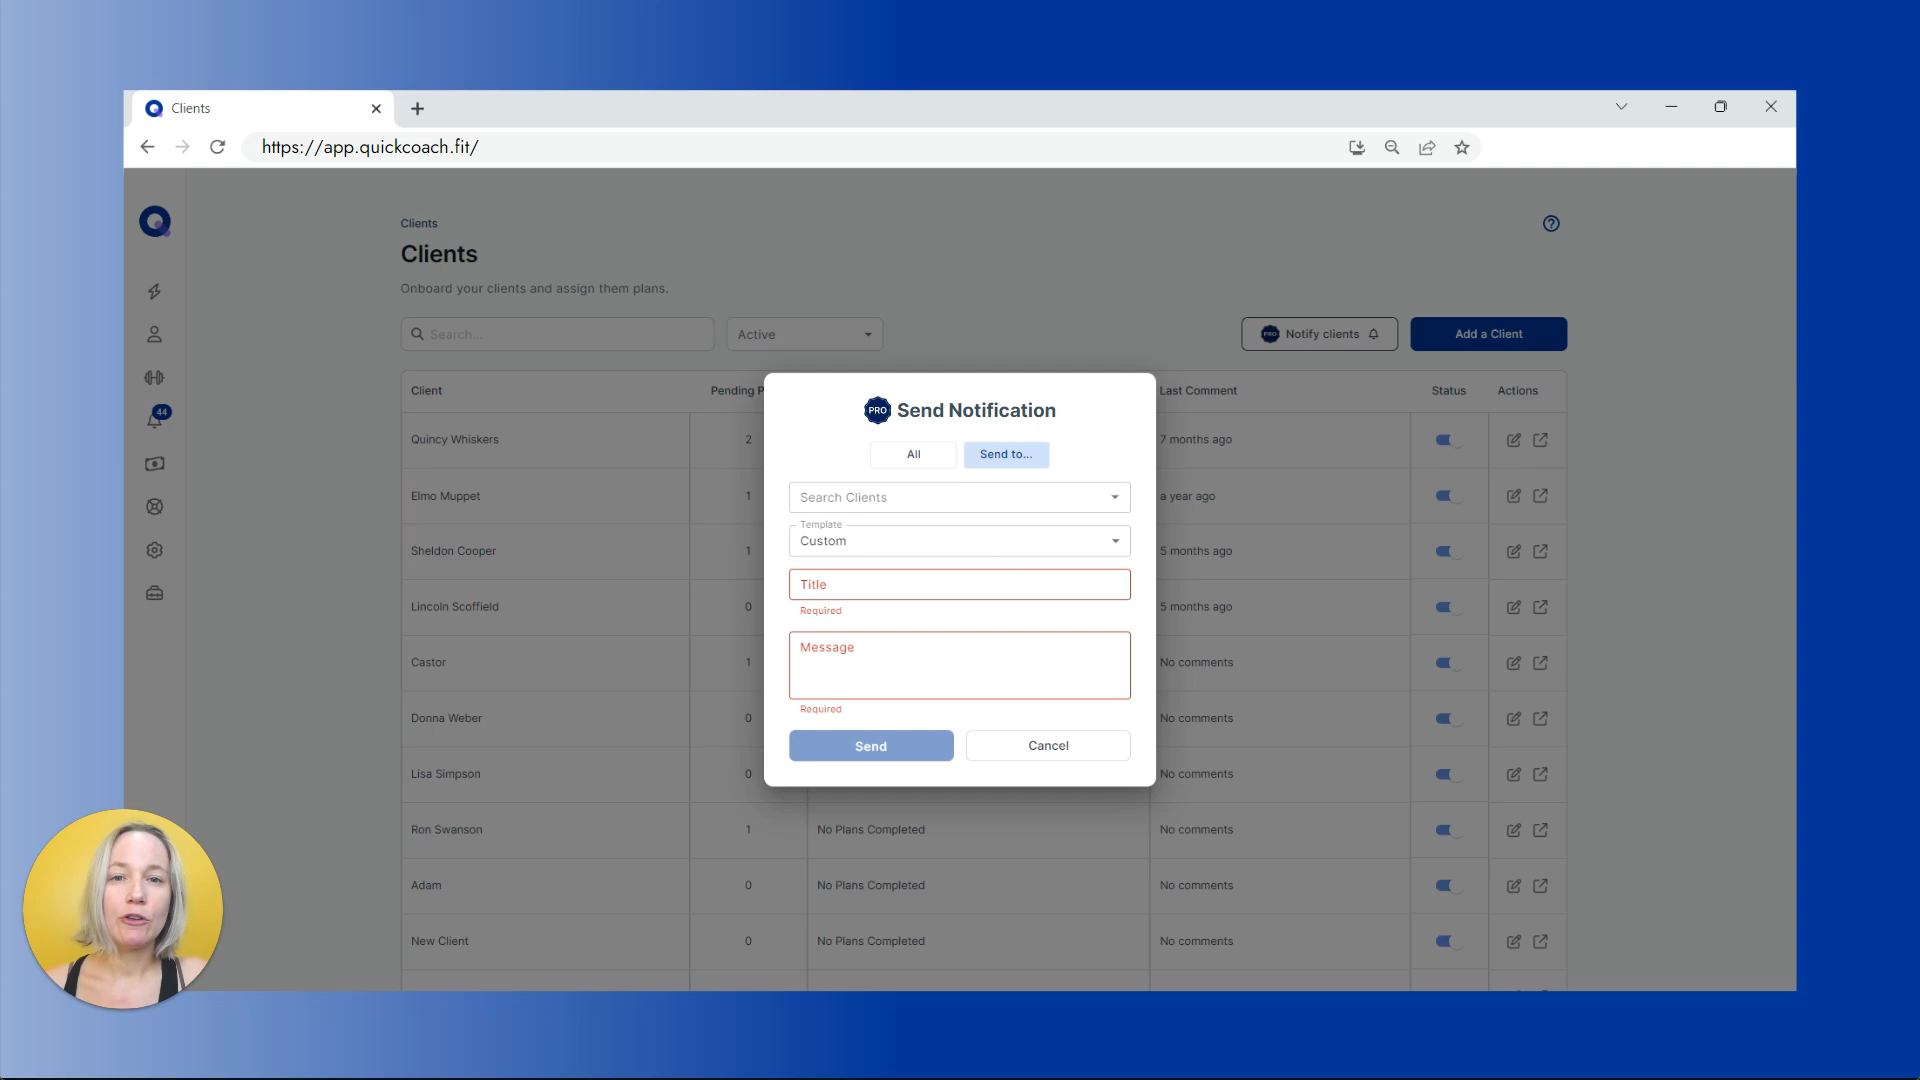 Clients
https://app.quickcoach.fit/
Clients
Clients
Onboard your clients and assign them plans.
Search...
Active
PRO Notify clients
Add a Client
Client
Pending P
Last Comment
Status
Actions
Quincy Whiskers
2
7 months ago
Elmo Muppet
1
a year ago
Sheldon Cooper
1
5 months ago
Lincoln Scoffield
0
5 months ago
Castor
1
No comments
Donna Weber
0
No comments
Lisa Simpson
0
No comments
Ron Swanson
1
No Plans Completed
No comments
Adam
0
No Plans Completed
No comments
New Client
0
No Plans Completed
No comments
44
PRO Send Notification
All
Send to...
Search Clients
Template
Custom
Title
Required
Message
Required
Send
Cancel